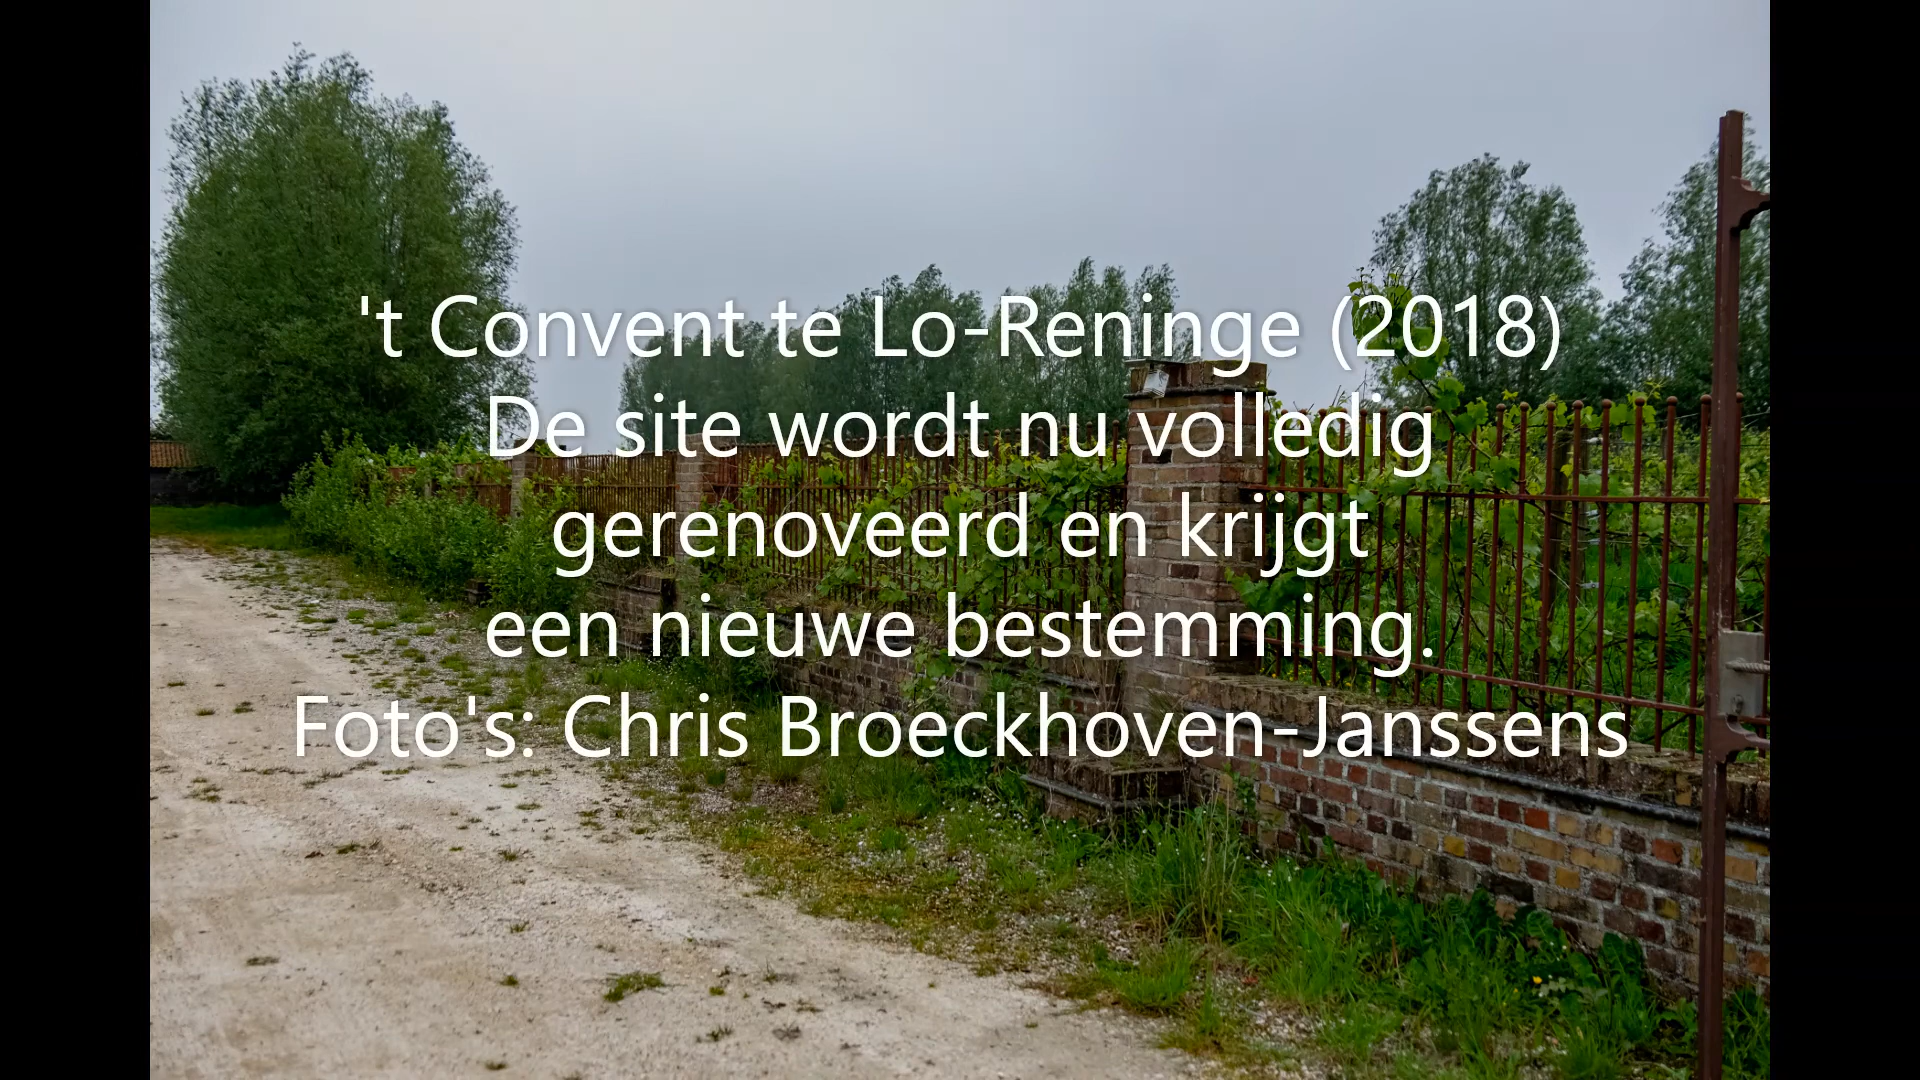 't Convent te Lo-Reninge (2018)
De site wordt nu volledig
gerenoveerd en krijgt
een nieuwe bestemming.
Foto's: Chris Broeckhoven-Janssens